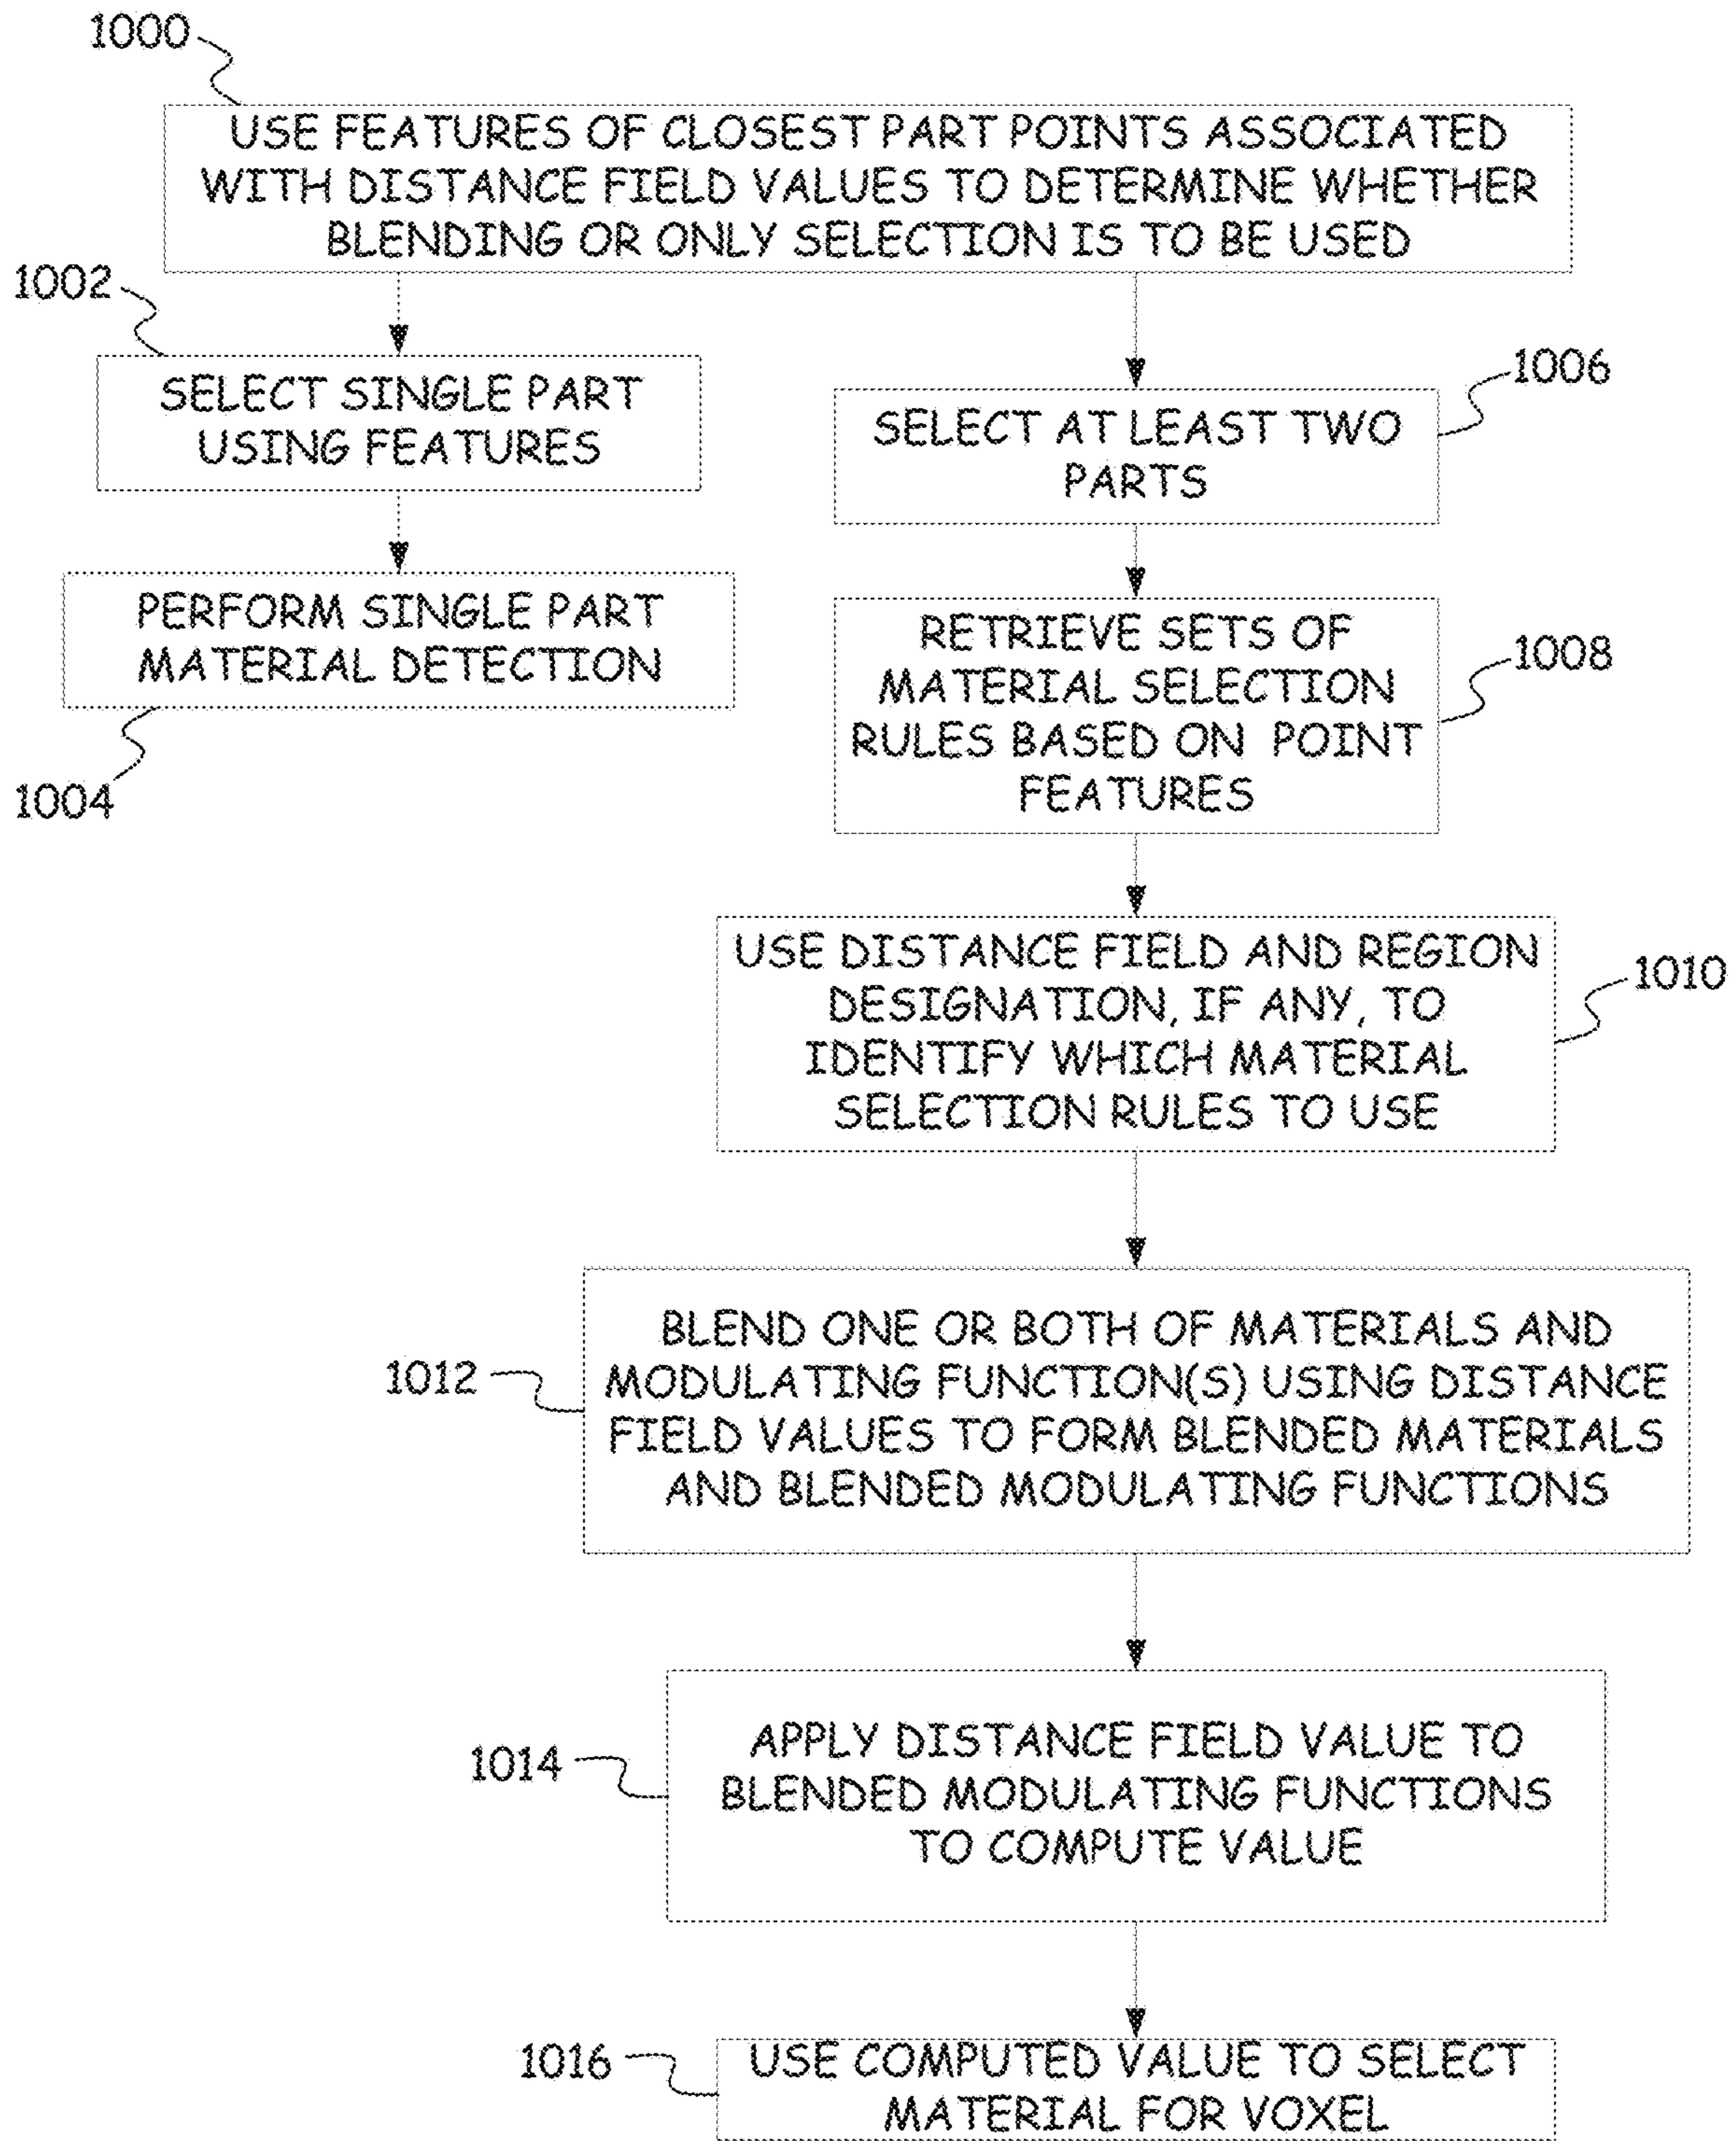 1000
USE FEATURES OF CLOSEST PART POINTS ASSOCIATED
WITH DISTANCE FIELD VALUES TO DETERMINE WHETHER
BLENDING OR ONLY SELECTION IS TO BE USED
1002
SELECT SINGLE PART
USING FEATURES
1006
SELECT AT LEAST TWO
PARTS
PERFORM SINGLE PART
MATERIAL DETECTION
1004
RETRIEVE SETS OF
MATERIAL SELECTION
RULES BASED ON POINT
FEATURES
1008
USE DISTANCE FIELD AND REGION
DESIGNATION, IF ANY, TO
IDENTIFY WHICH MATERIAL
SELECTION RULES TO USE
1010
BLEND ONE OR BOTH OF MATERIALS AND
MODULATING FUNCTION(S) USING DISTANCE
FIELD VALUES TO FORM BLENDED MATERIALS
AND BLENDED MODULATING FUNCTIONS
1012
APPLY DISTANCE FIELD VALUE TO
BLENDED MODULATING FUNCTIONS
TO COMPUTE VALUE
1014
USE COMPUTED VALUE TO SELECT
MATERIAL FOR VOXEL
1016